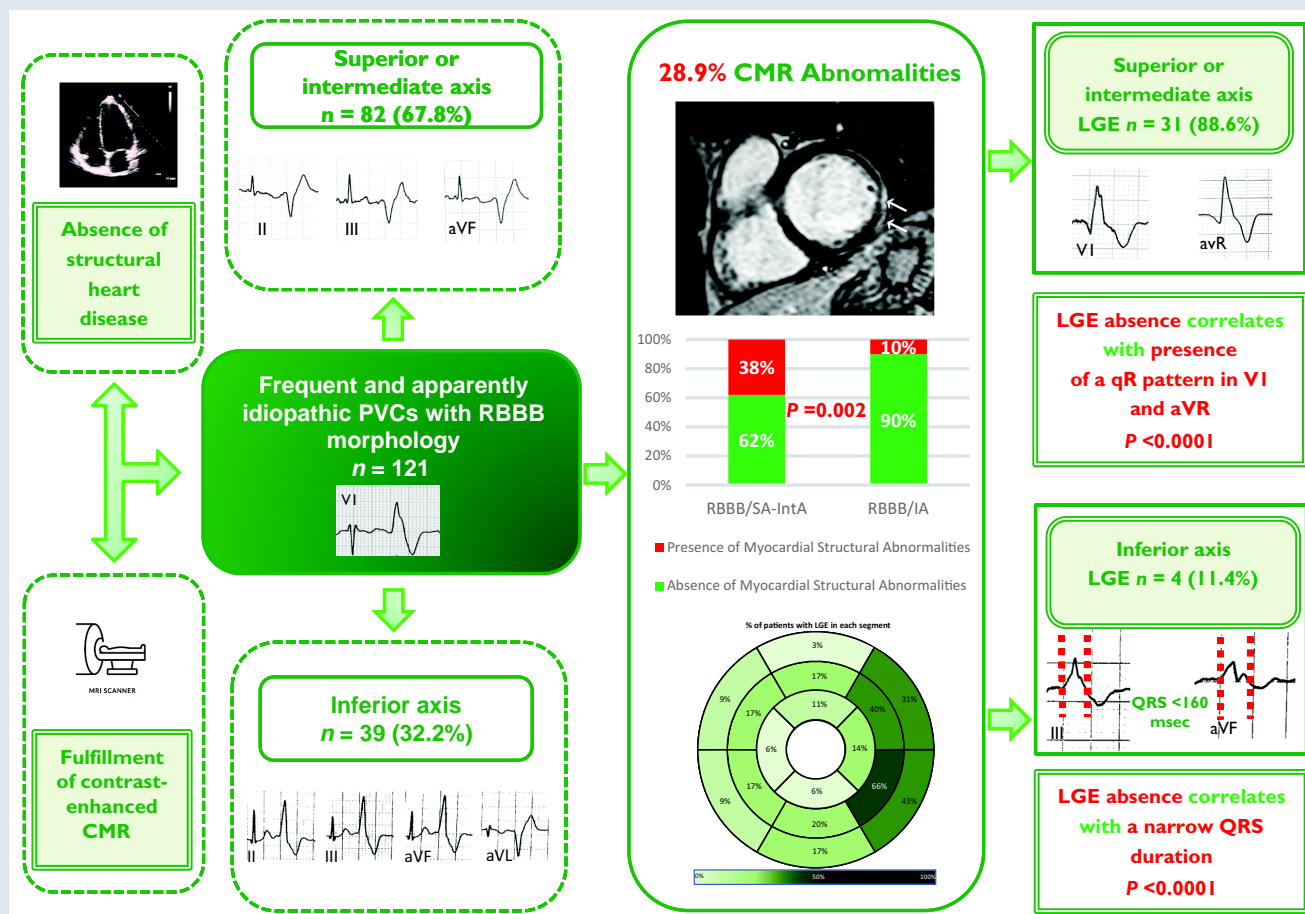 Absence of
structural
heart
disease
MRI SCANNER
Fulfillment
of contrast-
enhanced
CMR
Superior or
intermediate axis
n = 82 (67.8%)
II
III
aVF
Frequent and apparently
idiopathic PVCs with RBBB
morphology
n = 121
V1
Inferior axis
n = 39 (32.2%)
II
III
aVF
aVL
28.9% CMR Abnomalities
100%
80%
60%
40%
20%
0%
38%
62%
P =0.002
10%
90%
RBBB/SA-IntA
RBBB/IA
Presence of Myocardial Structural Abnormalities
Absence of Myocardial Structural Abnormalities
% of patients with LGE in each segment
3%
17%
11%
9%
17%
6%
14%
40%
31%
9%
17%
6%
66%
43%
20%
17%
0%
50%
100%
Superior or
intermediate axis
LGE n = 31 (88.6%)
V1
avR
LGE absence correlates
with presence
of a qR pattern in V1
and aVR
P <0.0001
Inferior axis
LGE n = 4 (11.4%)
III
QRS <160
msec
aVF
LGE absence correlates
with a narrow QRS
duration
P <0.0001